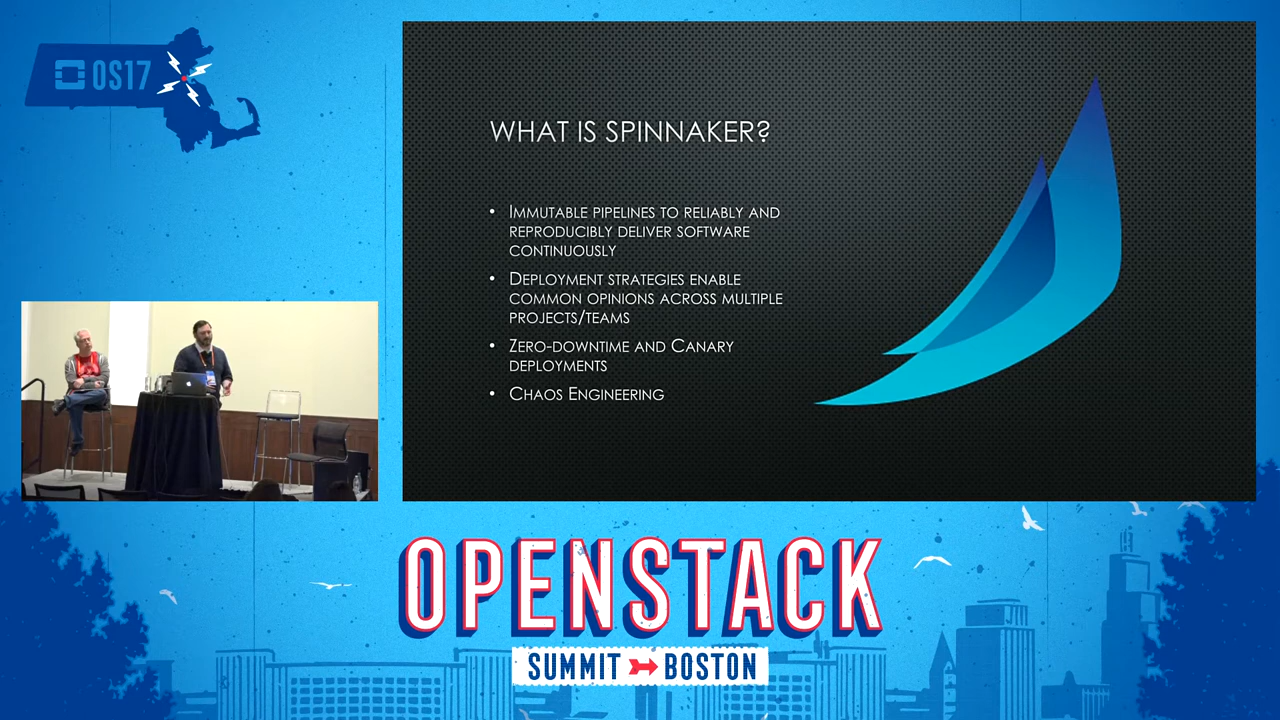 OS17
WHAT IS SPINNAKER?
• IMMUTABLE PIPELINES TO RELIABLY AND
REPRODUCIBLY DELIVER SOFTWARE
CONTINUOUSLY
• DEPLOYMENT STRATEGIES ENABLE
COMMON OPINIONS ACROSS MULTIPLE
PROJECTS/TEAMS
• ZERO-DOWNTIME AND CANARY
DEPLOYMENTS
• CHAOS ENGINEERING
OPENSTACK
SUMMIT BOSTON